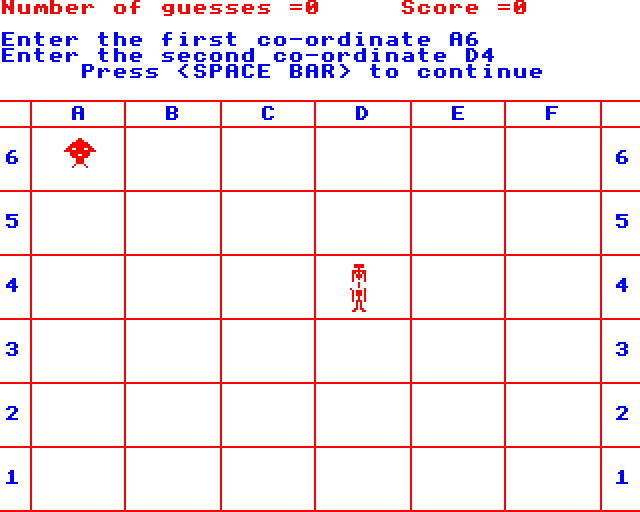 Number of guesses =0 Score =0
Enter the first co-ordinate A6
Enter the second co-ordinate D4
Press <SPACE BAR> to continue
A B C D E F
6 6
5 5
4 4
3 3
2 2
1 1